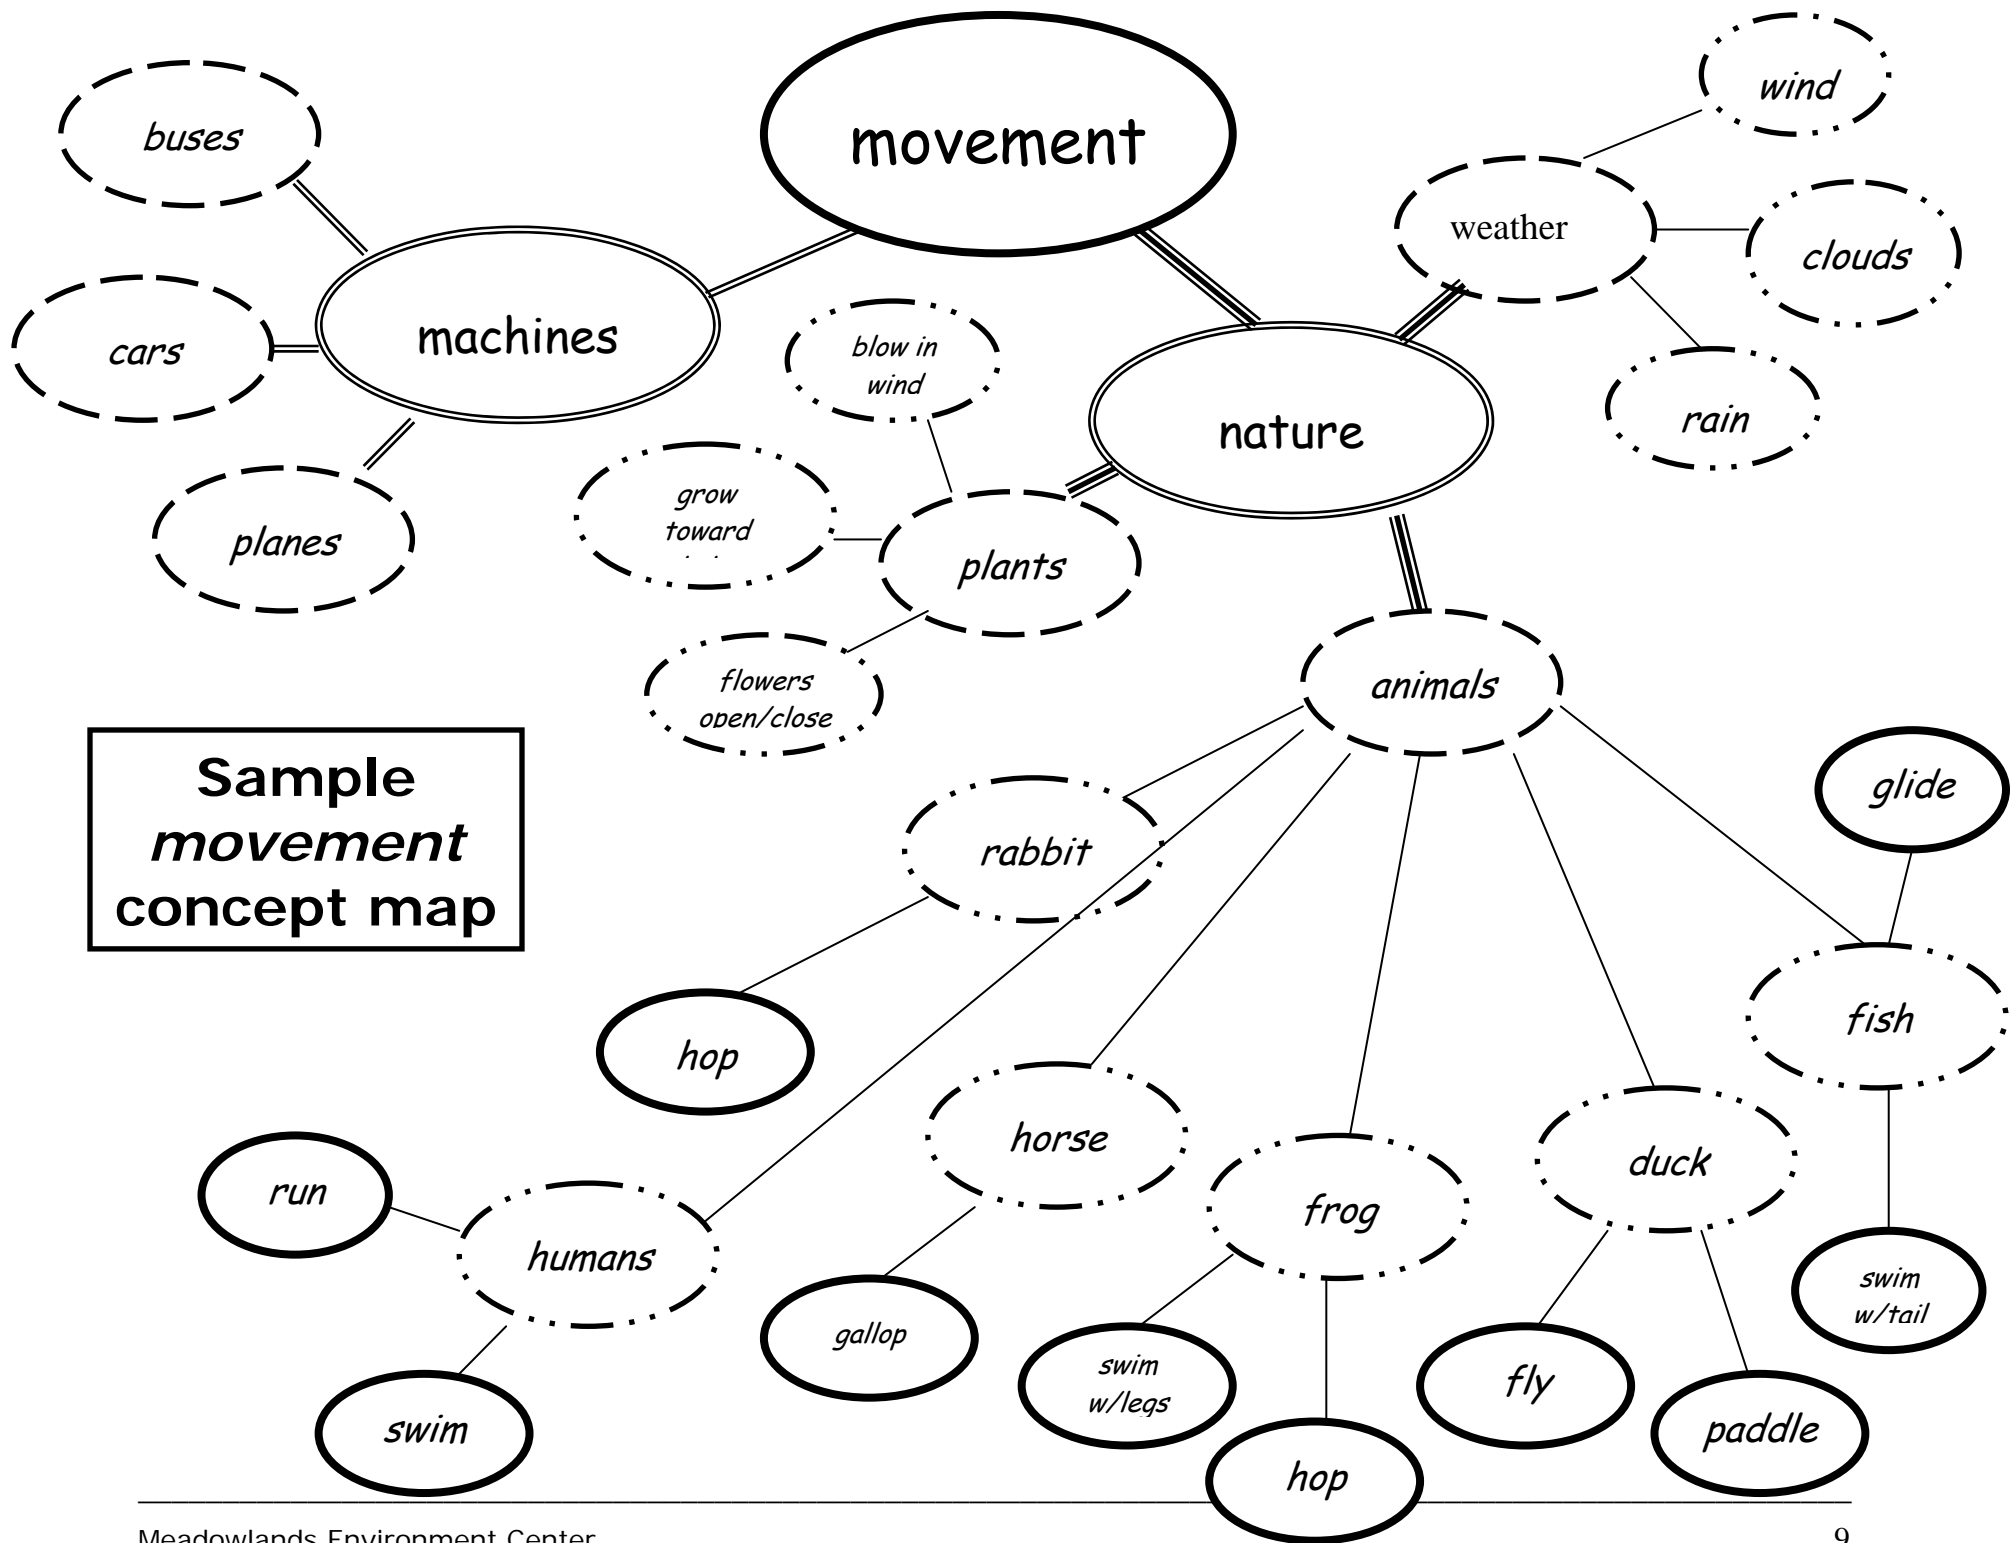 movement
wind
buses
weather
clouds
machines
cars
blow in
wind
nature
rain
planes
grow
toward
plants
flowers
open/close
animals
Sample
movement
concept map
glide
rabbit
fish
hop
horse
duck
run
frog
humans
swim
w/tail
gallop
swim
w/legs
fly
swim
paddle
hop
Meadowlands Environment Center
9